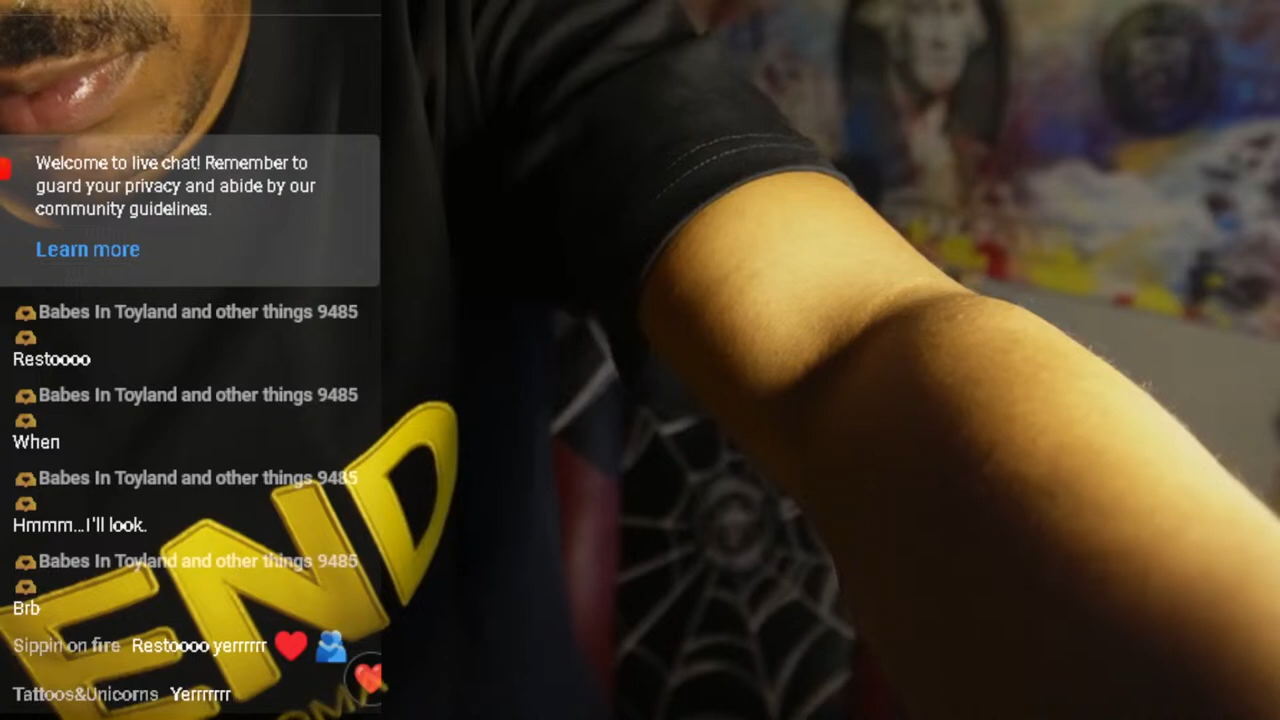 Welcome to live chat! Remember to
guard your privacy and abide by our
community guidelines.
Learn more
Babes In Toyland and other things 9485
Restoooo
Babes In Toyland and other things 9485
When
Babes In Toyland and other things 9485
Hmmm...I'll look.
Babes In Toyland and other things 9485
Brb
Sippin on fire Restoooo yerrrrrr
Tattoos&Unicorns Yerrrrrrr
END